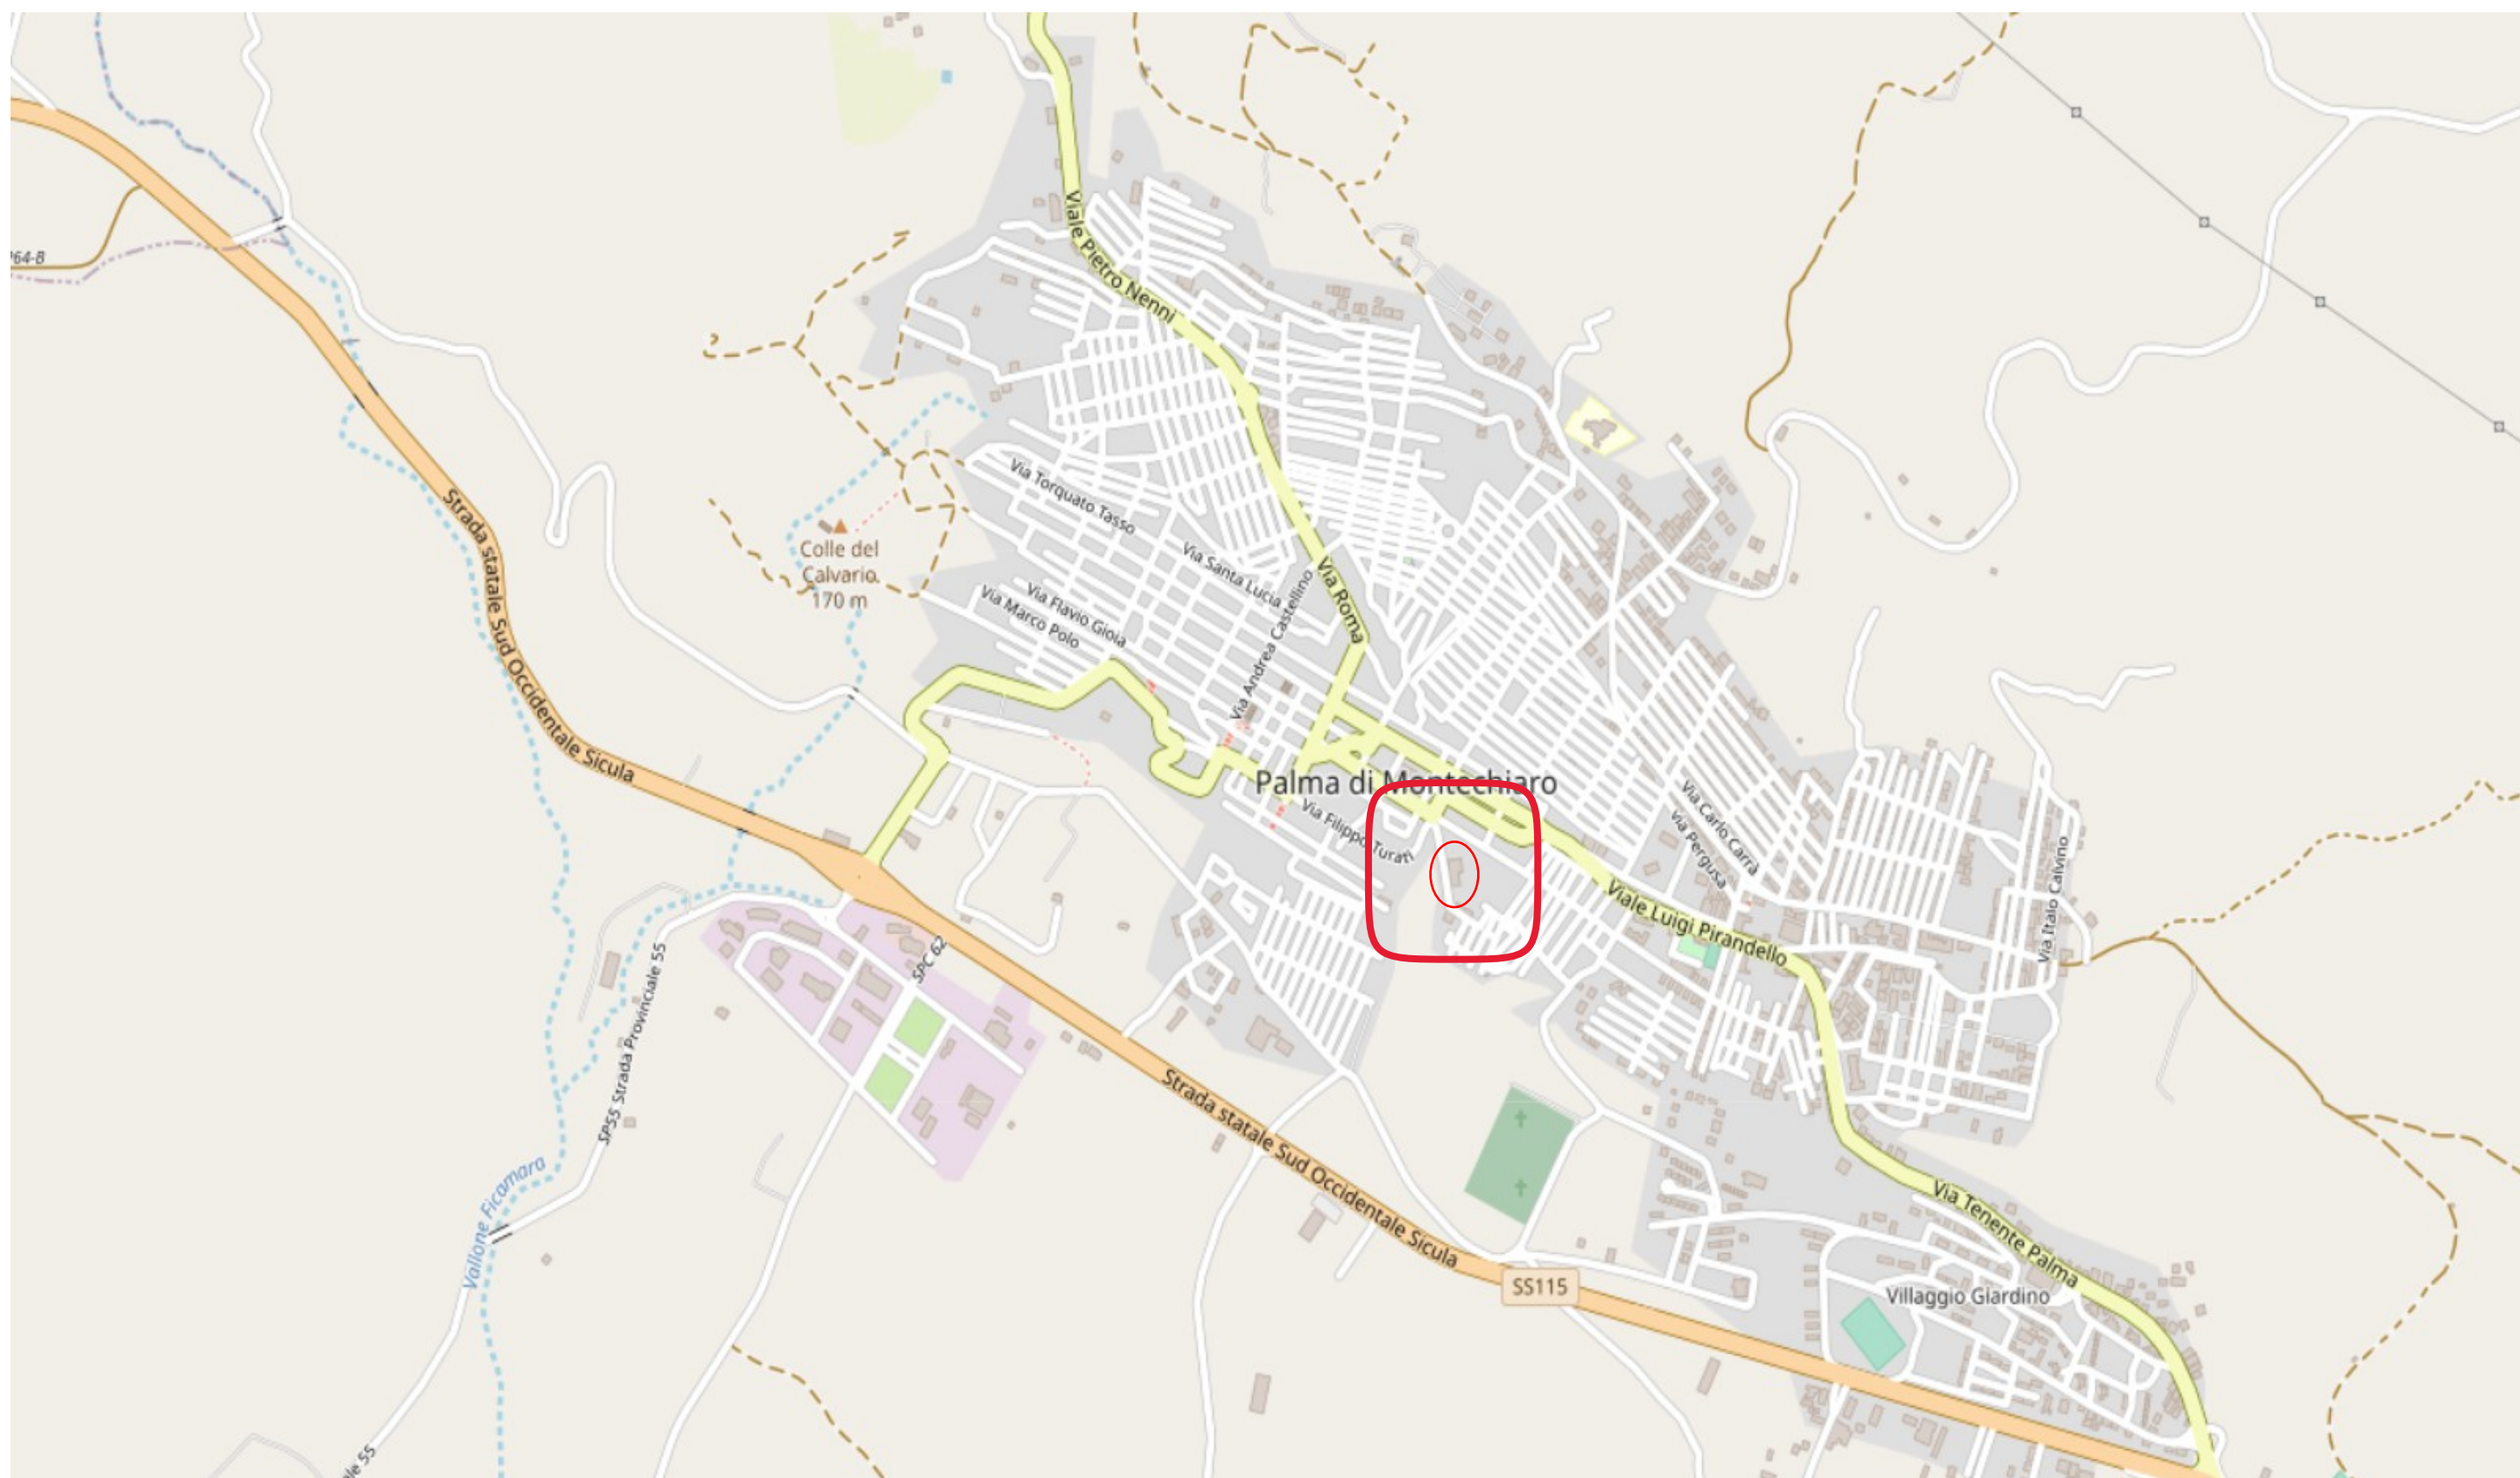 Viale Pietro Nenni
P64-B
Via Torquato Tasso
Strada statale Sud Occidentale Sicula
Colle del
Calvario
170 m
Via Santa Lucia
Via Roma
Via Andrea Castellino
Via Flavio Gioia
Via Marco Polo
Palma di Montechiaro
Via Filippo Turati
Via Carlo Carrà
Via Pergusa
Via Italo Calvino
Viale Luigi Pirandello
SPC 62
SP55 Strada Provinciale 55
Strada statale Sud Occidentale Sicula
Vallone Ficamara
Via Tenente Palma
SS115
Villaggio Giardino
ale 55